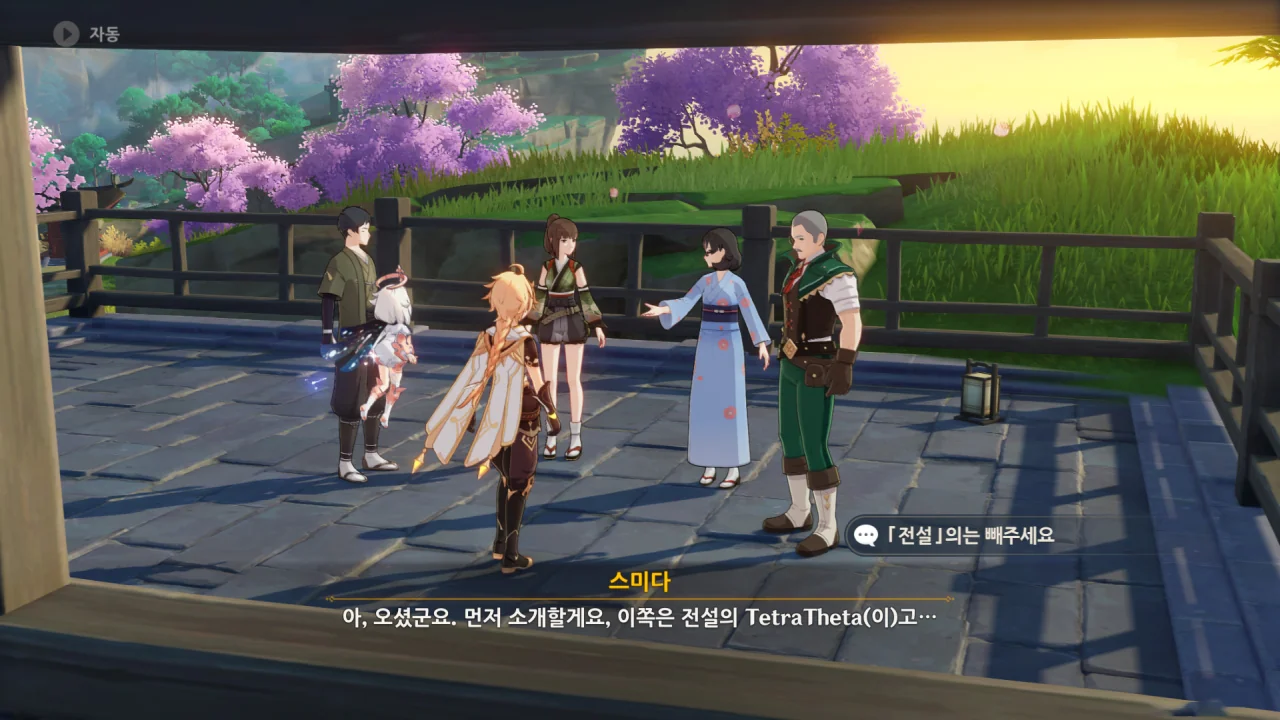 자동
「전설」의는 빼주세요
스미다
아, 오셨군요. 먼저 소개할게요, 이쪽은 전설의 TetraTheta(이)고…